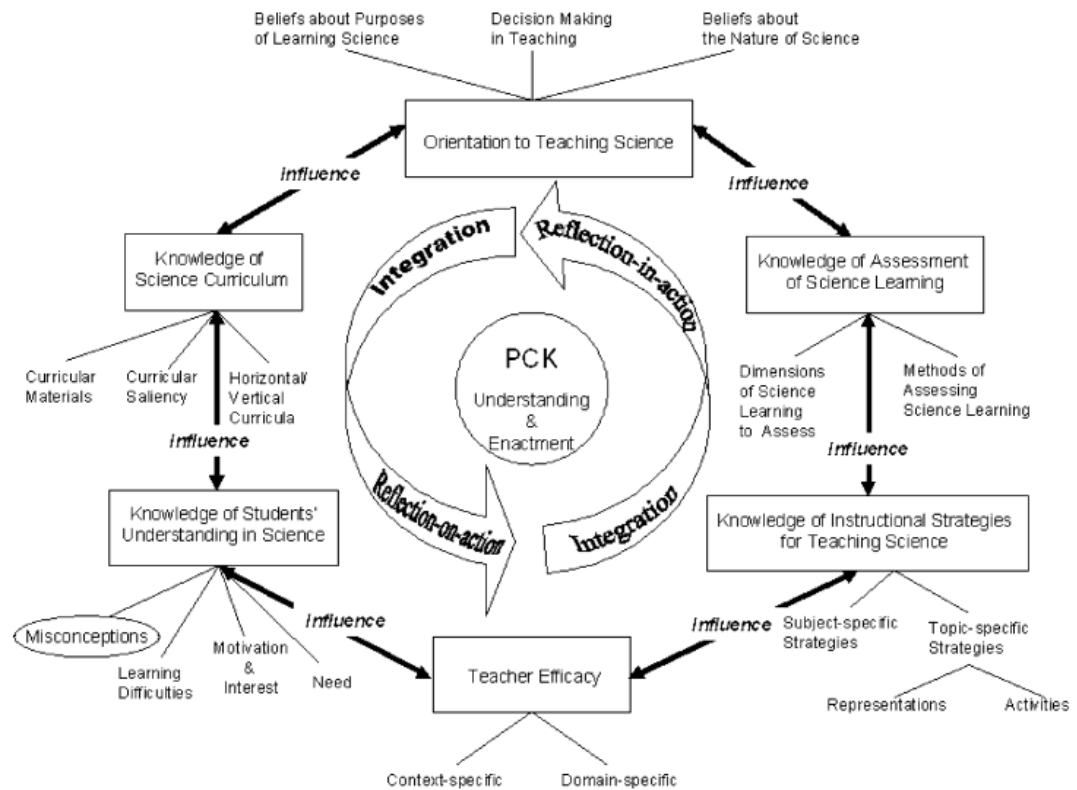 Beliefs about Purposes
of Learning Science
Decision Making
in Teaching
Beliefs about
the Nature of Science
Orientation to Teaching Science
Influence
Influence
Integration
Reflection-in-action
Knowledge of
Science Curriculum
Knowledge of Assessment
of Science Learning
PCK
Understanding
&
Enactment
Curricular
Materials
Curricular
Saliency
Horizontal/
Vertical
Curricula
Dimensions
of Science
Learning
to Assess
Methods of
Assessing
Science Learning
Influence
Influence
Knowledge of Students'
Understanding in Science
Reflection-on-action
Integration
Knowledge of Instructional Strategies
for Teaching Science
Misconceptions
Learning
Difficulties
Motivation
&
Interest
Need
Influence
Influence
Subject-specific
Strategies
Topic-specific
Strategies
Representations
Activities
Teacher Efficacy
Context-specific
Domain-specific